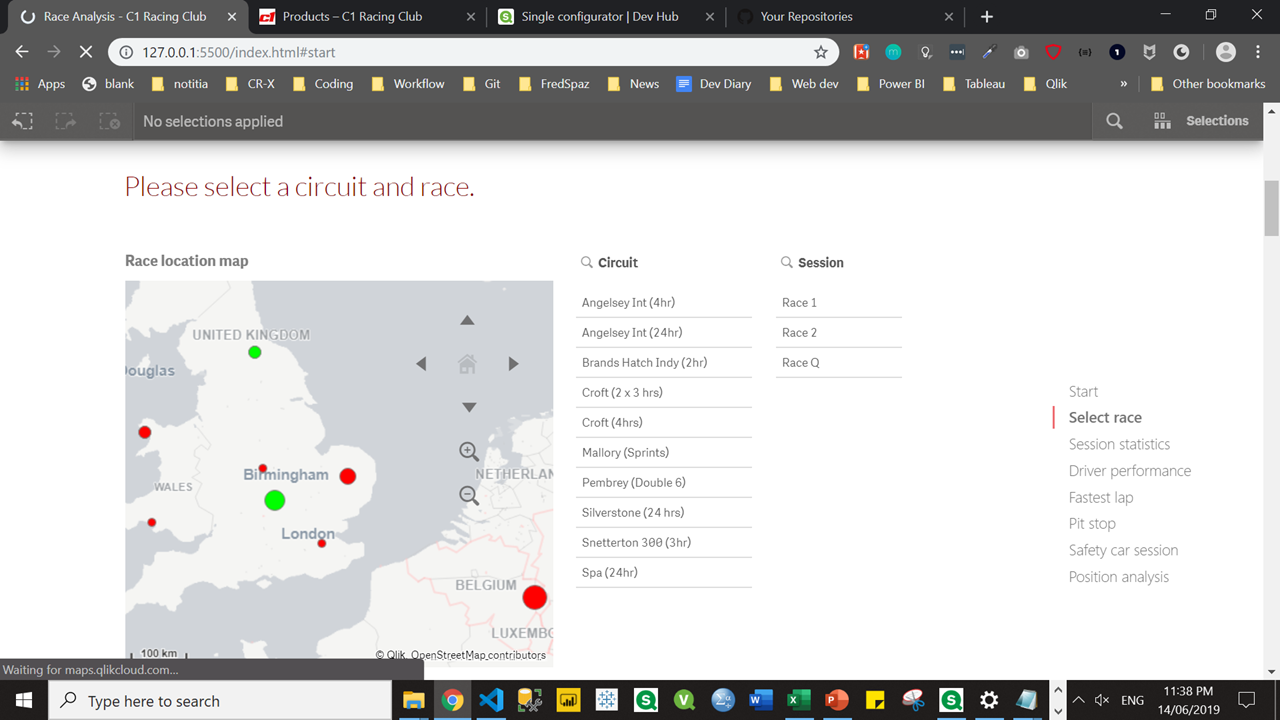 Race Analysis – C1 Racing Club
Products – C1 Racing Club
Single configurator | Dev Hub
Your Repositories
127.0.0.1:5500/index.html#start
Apps
blank
notitia
CR-X
Coding
Workflow
Git
FredSpaz
News
Dev Diary
Web dev
Power BI
Tableau
Qlik
»
Other bookmarks
No selections applied
Selections
Please select a circuit and race.
Race location map
UNITED KINGDOM
Douglas
Birmingham
WALES
London
NETHERLAN
BELGIUM
LUXEMBO
100 km
© Qlik, OpenStreetMap contributors
Circuit
Angelsey Int (4hr)
Angelsey Int (24hr)
Brands Hatch Indy (2hr)
Croft (2 x 3 hrs)
Croft (4hrs)
Mallory (Sprints)
Pembrey (Double 6)
Silverstone (24 hrs)
Snetterton 300 (3hr)
Spa (24hr)
Session
Race 1
Race 2
Race Q
Start
Select race
Session statistics
Driver performance
Fastest lap
Pit stop
Safety car session
Position analysis
Waiting for maps.qlikcloud.com...
Type here to search
ENG
11:38 PM
14/06/2019